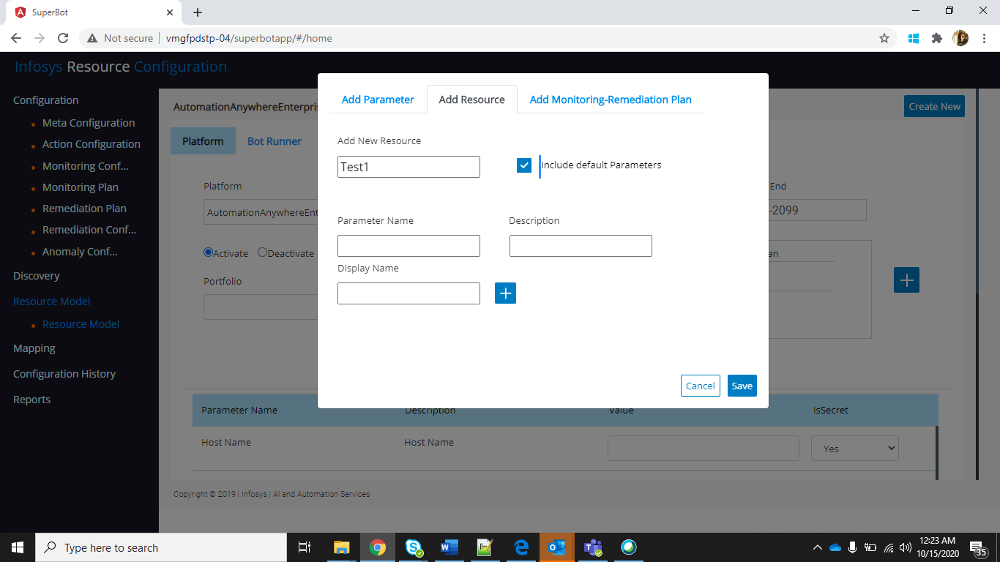 SuperBot
Not secure
vmgfpdstp-04/superbotapp/#/home
Infosys Resource Configuration
Configuration
Meta Configuration
Action Configuration
Monitoring Conf...
Monitoring Plan
Remediation Plan
Remediation Conf...
Anomaly Conf...
Discovery
Resource Model
Resource Model
Mapping
Configuration History
Reports
AutomationAnywhereEnterpris
Create New
Platform
Bot Runner
Platform
End
AutomationAnywhereEnt
-2099
Activate
Deactivate
an
Portfolio
Add Parameter
Add Resource
Add Monitoring-Remediation Plan
Add New Resource
Test1
Include default Parameters
Parameter Name
Description
Display Name
Cancel
Save
Parameter Name
Description
Value
IsSecret
Host Name
Host Name
Yes
Copyright © 2019 | Infosys | AI and Automation Services
Type here to search
12:23 AM
10/15/2020
35